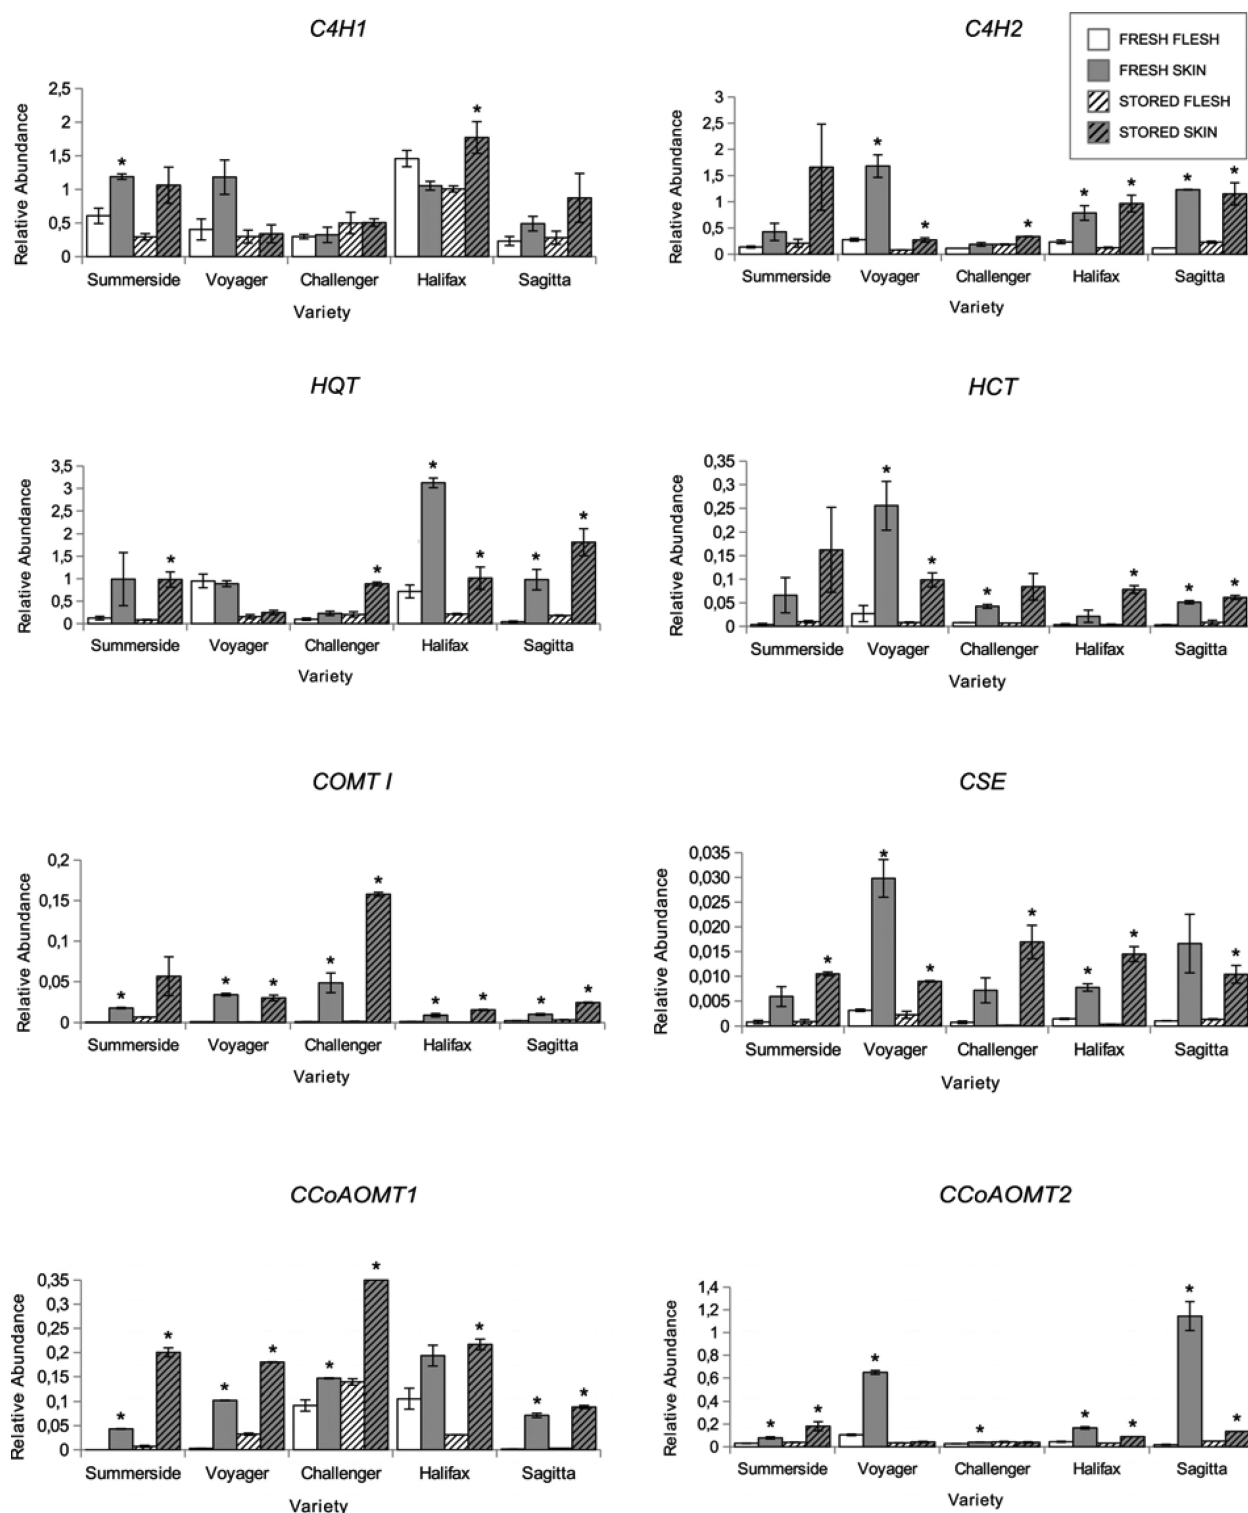 C4H1
Relative Abundance
2,5
2
1,5
1
0,5
0
*
*
Summerside Voyager Challenger Halifax Sagitta
Variety
C4H2
FRESH FLESH
FRESH SKIN
STORED FLESH
STORED SKIN
Relative Abundance
3
2,5
2
1,5
1
0,5
0
* * * * * * *
Summerside Voyager Challenger Halifax Sagitta
Variety
HQT
Relative Abundance
3,5
3
2
1,5
1
0,5
0
* * * * * *
Summerside Voyager Challenger Halifax Sagitta
Variety
HCT
Relative Abundance
0,35
0,3
0,25
0,2
0,15
0,1
0,05
0
* * * * * *
Summerside Voyager Challenger Halifax Sagitta
Variety
COMT I
Relative Abundance
0,2
0,15
0,1
0,05
0
* * * * * * * * *
Summerside Voyager Challenger Halifax Sagitta
Variety
CSE
Relative Abundance
0,035
0,030
0,025
0,020
0,015
0,010
0,005
0
* * * * * * *
Summerside Voyager Challenger Halifax Sagitta
Variety
CCoAOMT1
Relative Abundance
0,35
0,3
0,25
0,2
0,15
0,1
0,05
0
* * * * * * * * *
Summerside Voyager Challenger Halifax Sagitta
Variety
CCoAOMT2
Relative Abundance
1,4
1,2
1
0,8
0,6
0,4
0,2
0
* * * * * * * *
Summerside Voyager Challenger Halifax Sagitta
Variety